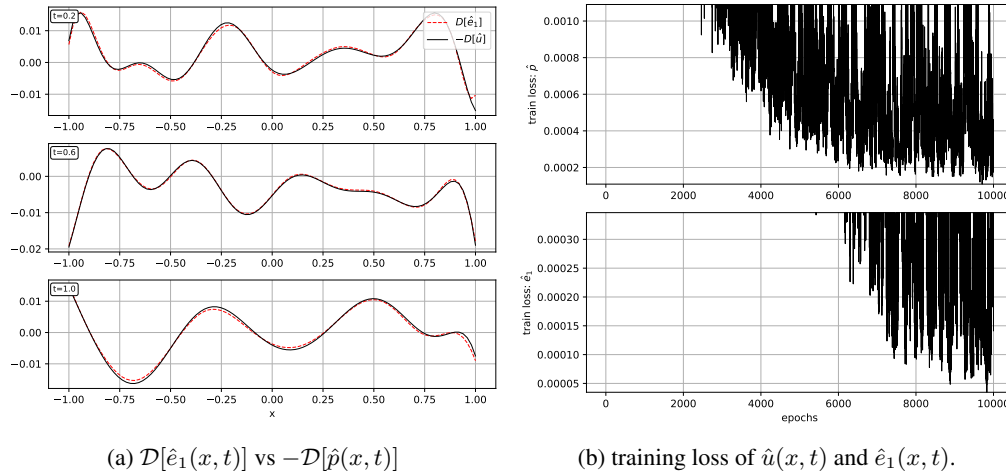 t=0.2
D[ê₁]
−D[û]
0.01
0.00
−0.01
−1.00 −0.75 −0.50 −0.25 0.00 0.25 0.50 0.75 1.00
t=0.6
0.00
−0.01
−0.02
−1.00 −0.75 −0.50 −0.25 0.00 0.25 0.50 0.75 1.00
t=1.0
0.01
0.00
−0.01
−1.00 −0.75 −0.50 −0.25 0.00 0.25 0.50 0.75 1.00
x
(a) 𝒟[ê₁(x, t)] vs −𝒟[p̂(x, t)]
train loss: p̂
0.0010
0.0008
0.0006
0.0004
0.0002
0 2000 4000 6000 8000 10000
train loss: ê₁
0.00030
0.00025
0.00020
0.00015
0.00010
0.00005
0 2000 4000 6000 8000 10000
epochs
(b) training loss of û(x, t) and ê₁(x, t).